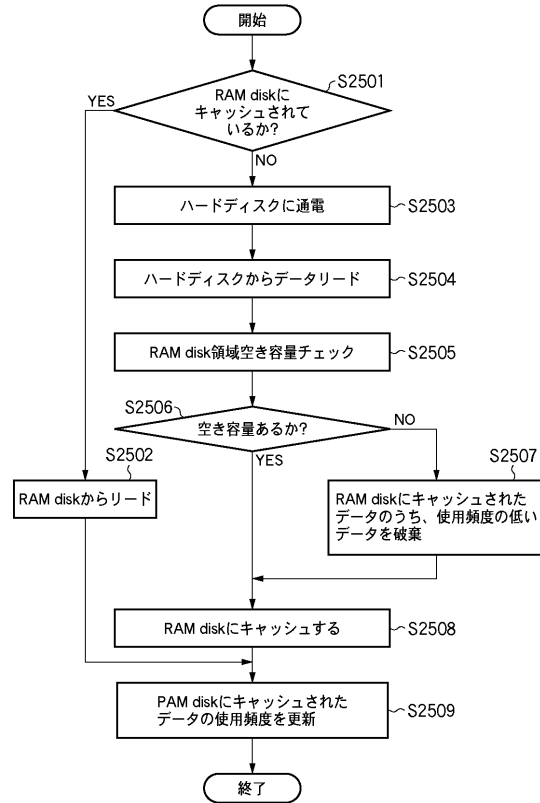 開始
S2501
RAM diskに
キャッシュされて
いるか?
YES
NO
ハードディスクに通電
S2503
ハードディスクからデータリード
S2504
RAM disk領域空き容量チェック
S2505
S2506
空き容量あるか?
NO
YES
S2502
RAM diskからリード
S2507
RAM diskにキャッシュされた
データのうち、使用頻度の低い
データを破棄
RAM diskにキャッシュする
S2508
PAM diskにキャッシュされた
データの使用頻度を更新
S2509
終了